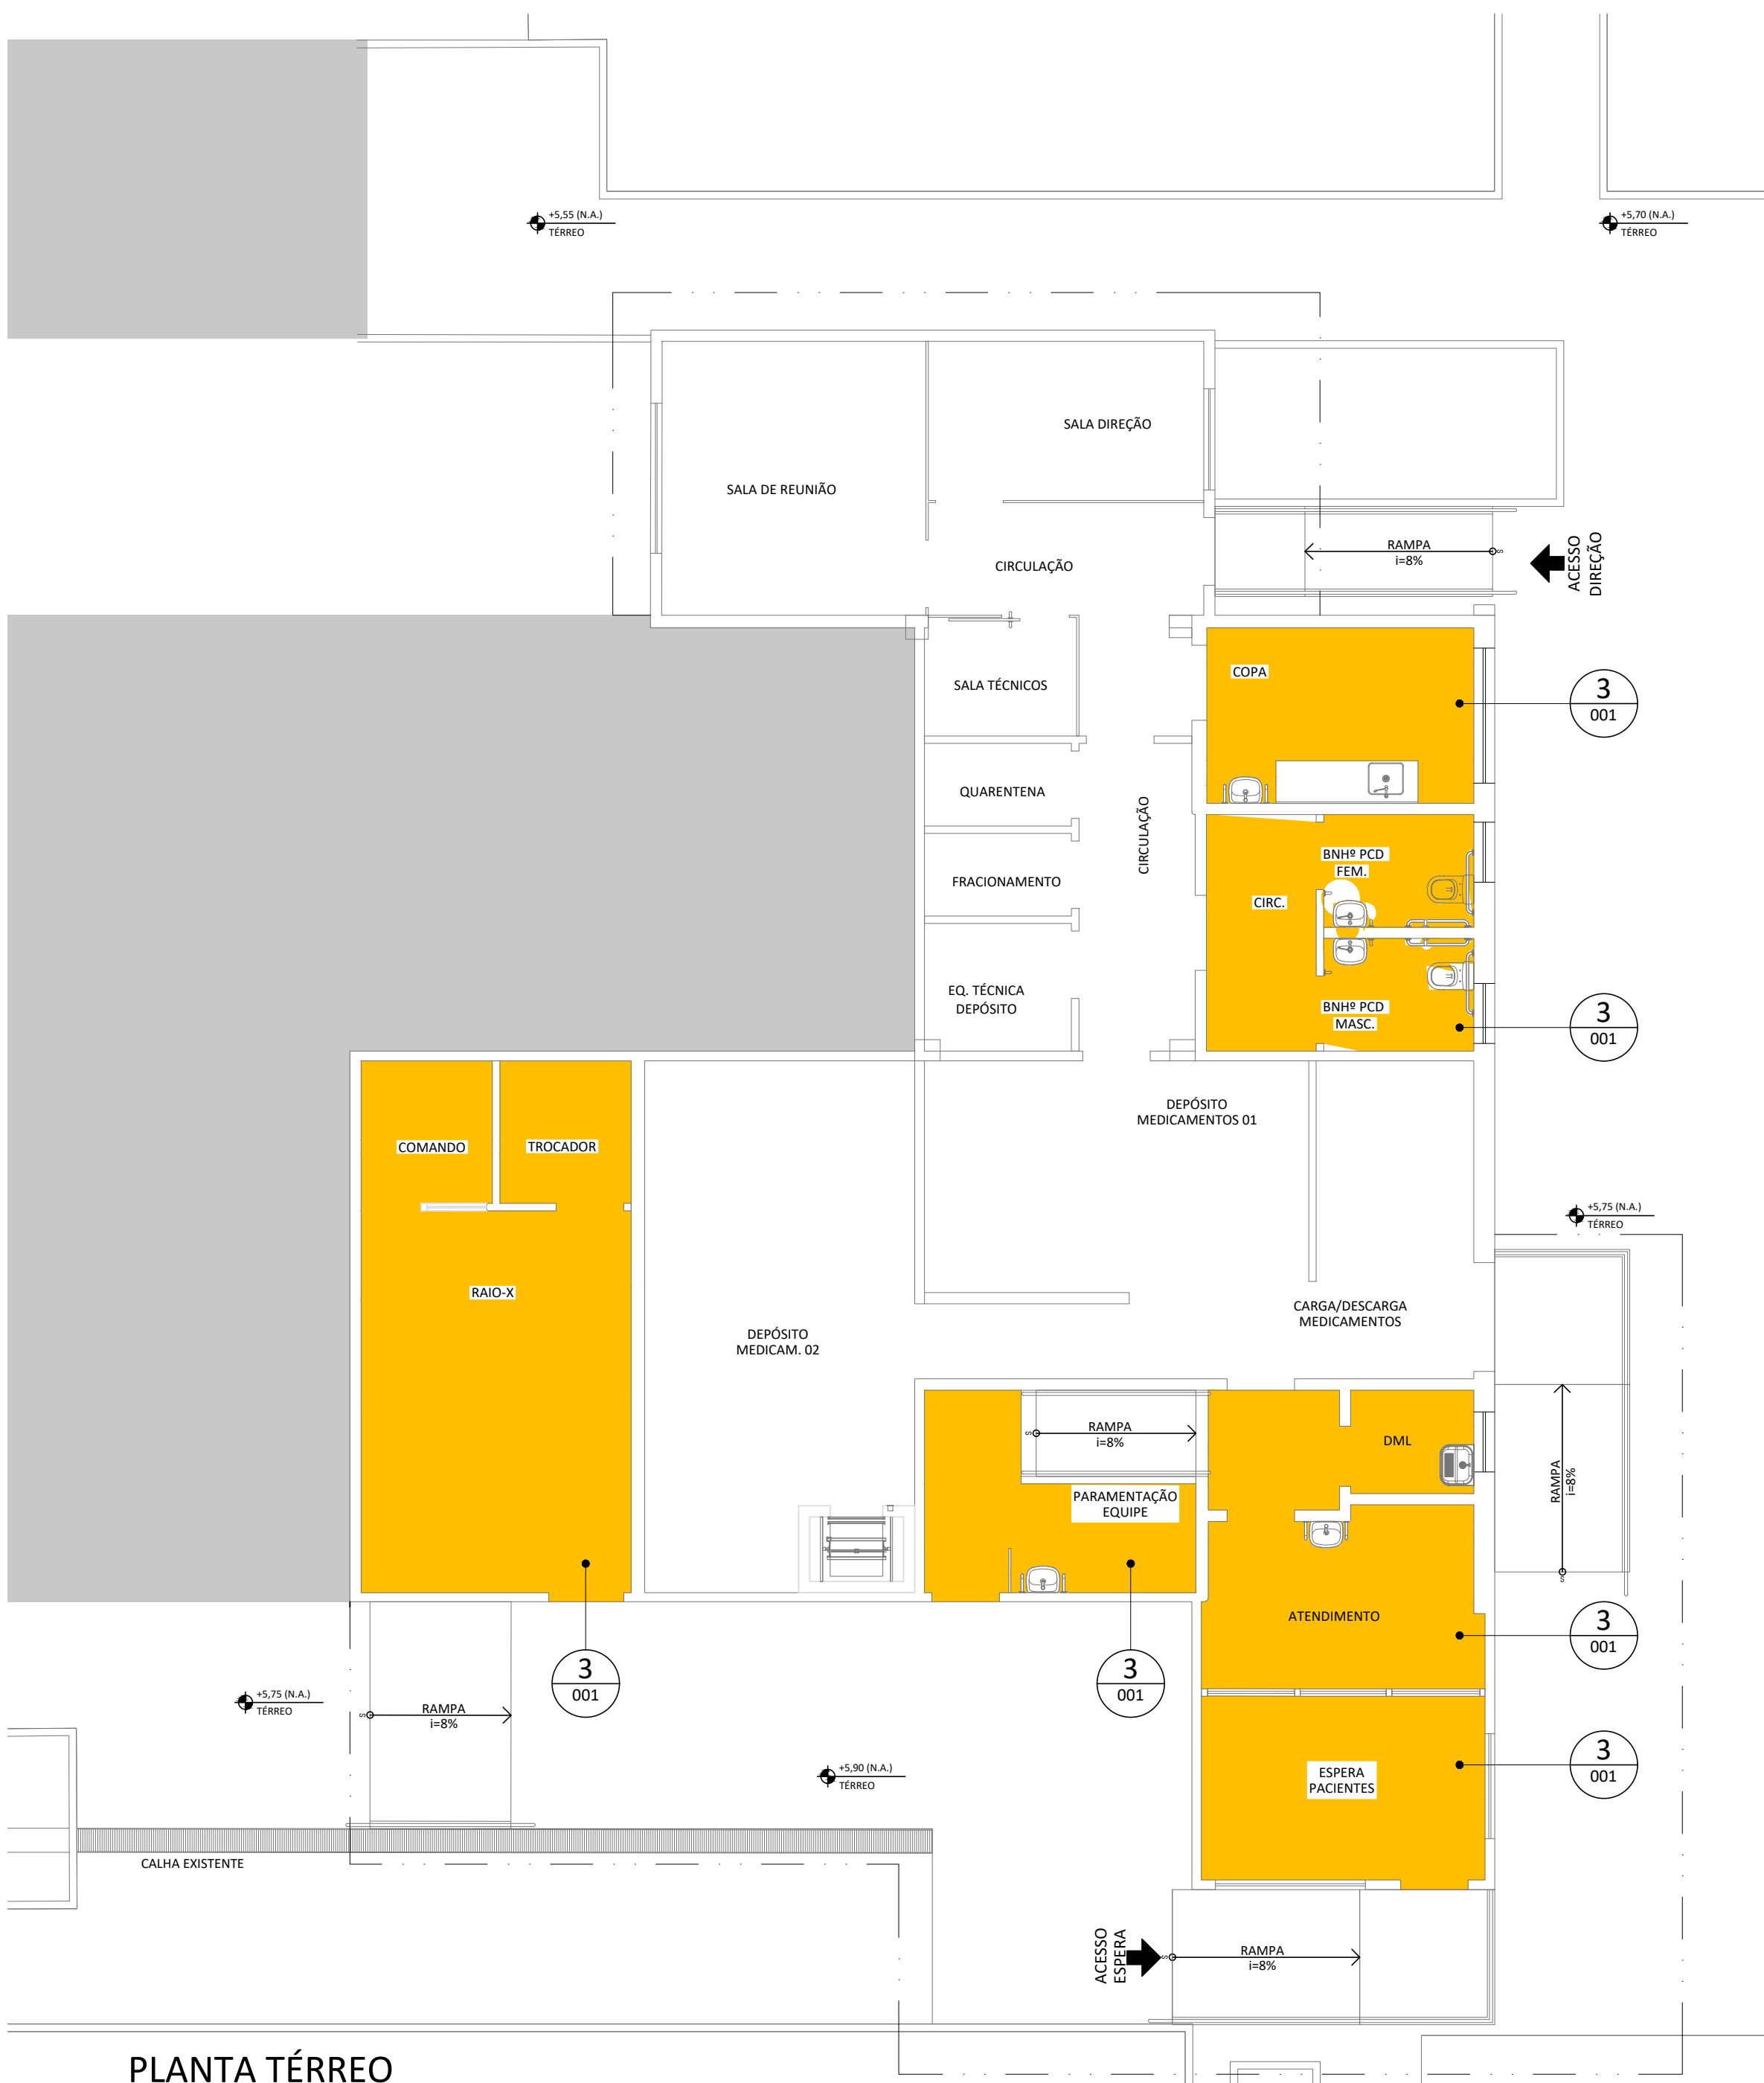 +5,55 (N.A.)
TÉRREO
+5,70 (N.A.)
TÉRREO
SALA DIREÇÃO
SALA DE REUNIÃO
RAMPA
i=8%
S
ACESSO
DIREÇÃO
CIRCULAÇÃO
COPA
SALA TÉCNICOS
3
001
QUARENTENA
CIRCULAÇÃO
BNHº PCD
FEM.
FRACIONAMENTO
CIRC.
EQ. TÉCNICA
DEPÓSITO
BNHº PCD
MASC.
3
001
DEPÓSITO
MEDICAMENTOS 01
COMANDO
TROCADOR
+5,75 (N.A.)
TÉRREO
RAIO-X
CARGA/DESCARGA
MEDICAMENTOS
DEPÓSITO
MEDICAM. 02
RAMPA
i=8%
S
DML
RAMPA
i=8%
S
PARAMENTAÇÃO
EQUIPE
ATENDIMENTO
3
001
3
001
3
001
+5,75 (N.A.)
TÉRREO
RAMPA
i=8%
S
3
001
+5,90 (N.A.)
TÉRREO
ESPERA
PACIENTES
CALHA EXISTENTE
ACESSO
ESPERA
S
RAMPA
i=8%
PLANTA TÉRREO